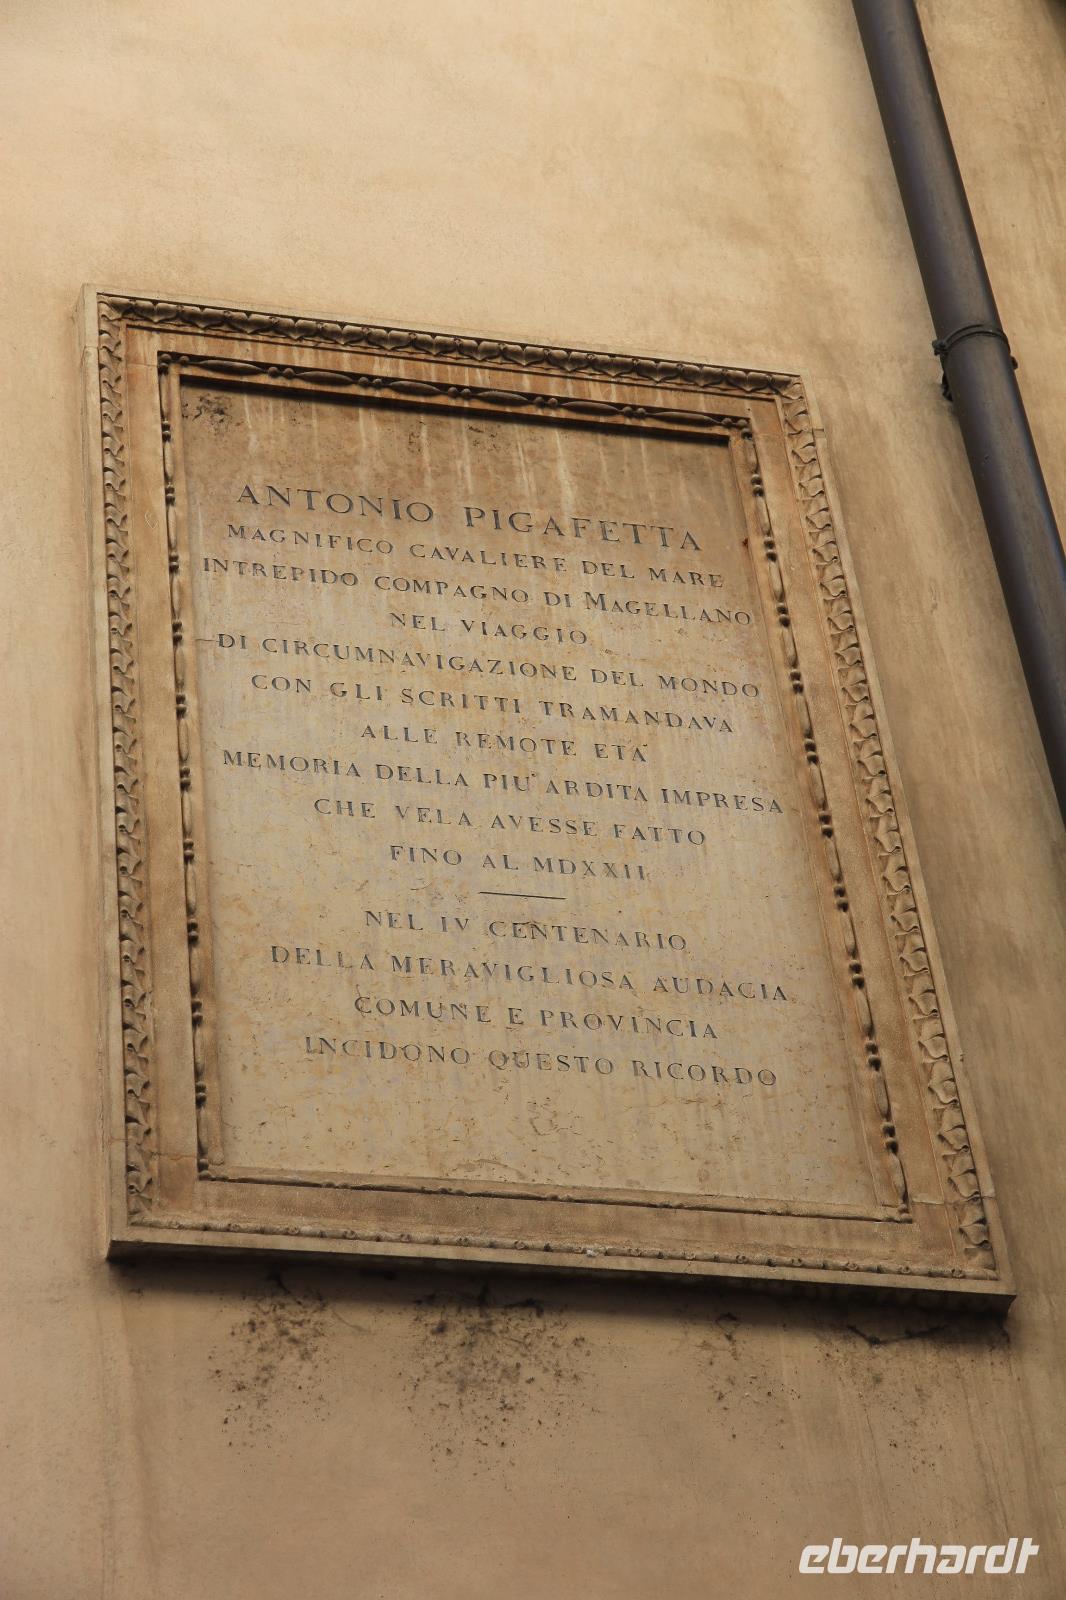 ANTONIO PIGAFETTA
MAGNIFICO CAVALIERE DEL MARE
INTREPIDO COMPAGNO DI MAGELLANO
NEL VIAGGIO
DI CIRCUMNAVIGAZIONE DEL MONDO
CON GLI SCRITTI TRAMANDAVA
ALLE REMOTE ETA'
MEMORIA DELLA PIU' ARDITA IMPRESA
CHE VELA AVESSE FATTO
FINO AL MDXXII
NEL IV CENTENARIO
DELLA MERAVIGLIOSA AUDACIA
COMUNE E PROVINCIA
INCIDONO QUESTO RICORDO
eberhardt